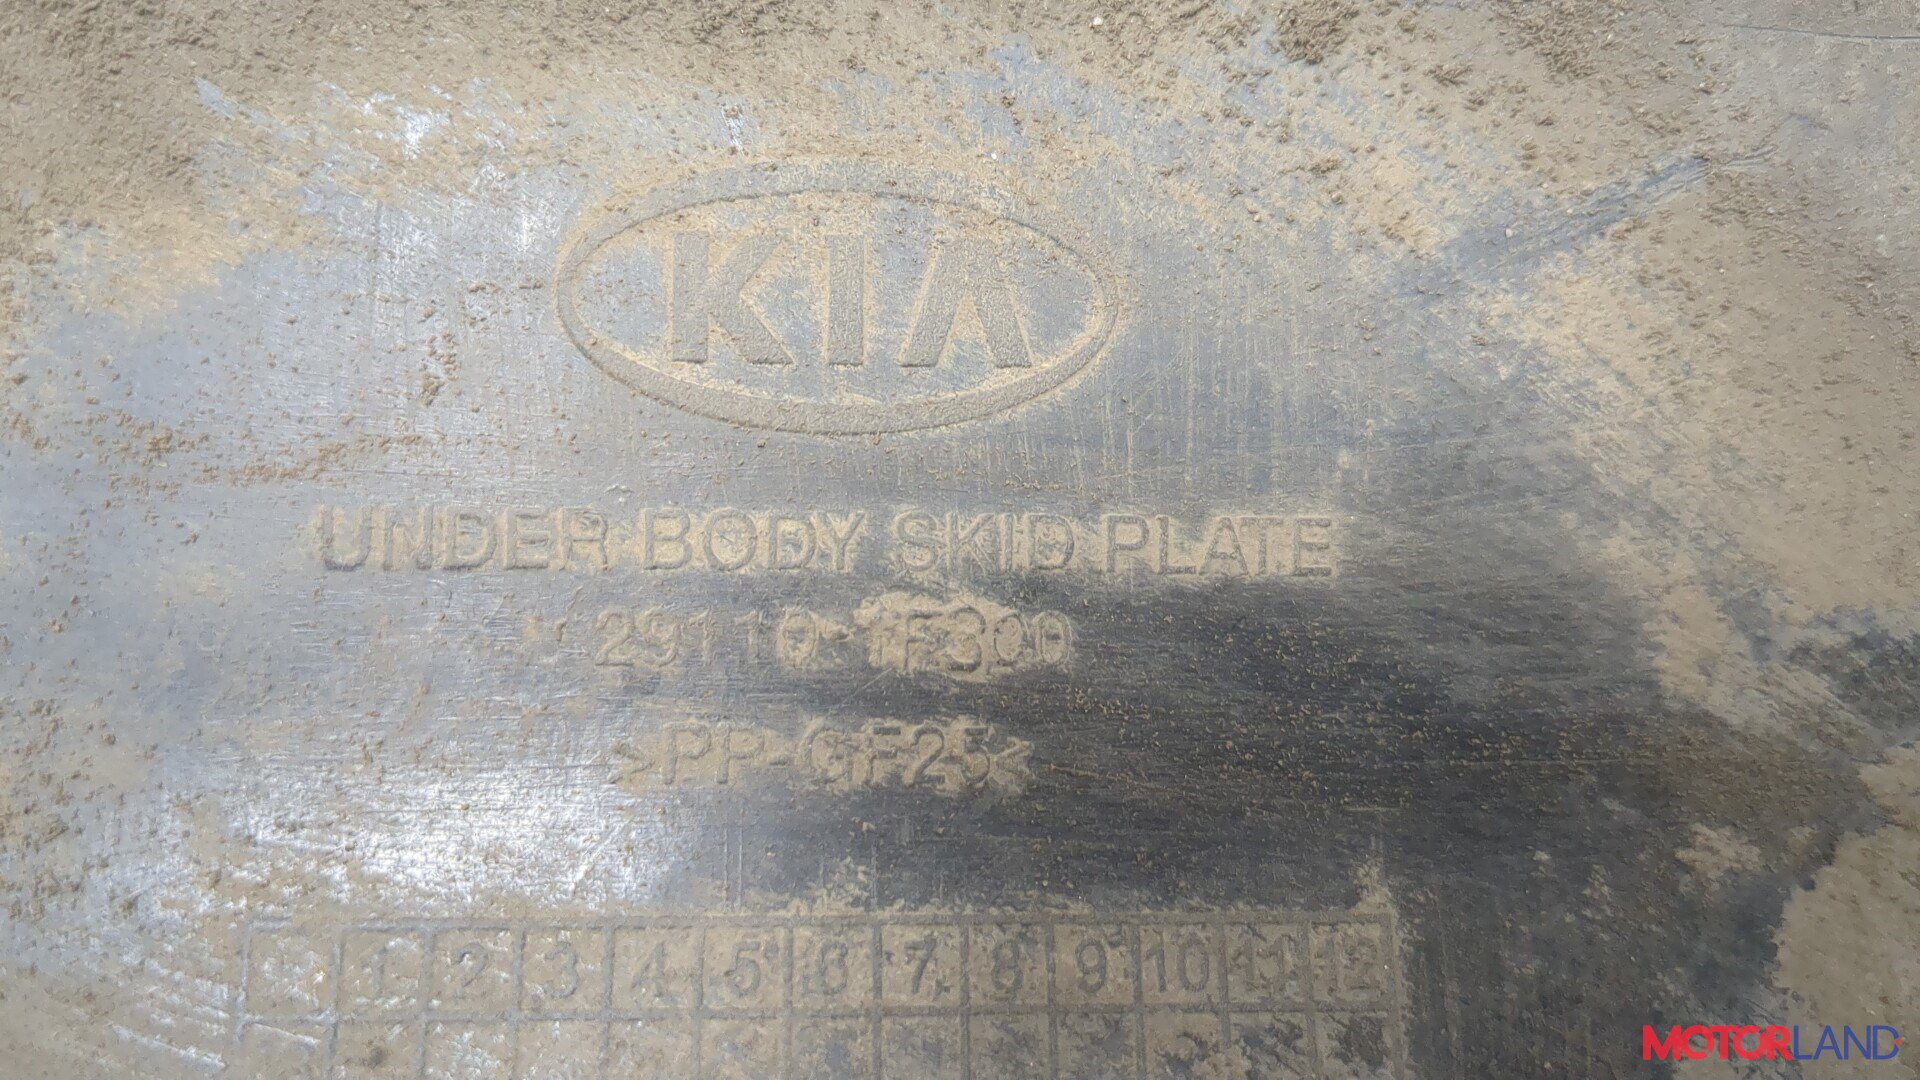 KIA
UNDER BODY SKID PLATE
29110-1F300
>PP-GF25<
1 2 3 4 5 6 7 8 9 10 11 12
MOTORLAND